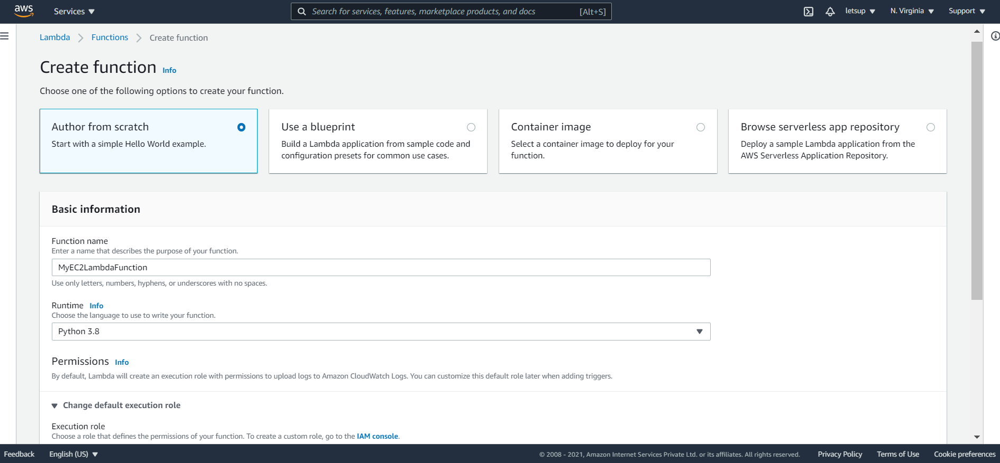 aws Services Search for services, features, marketplace products, and docs [Alt+S] letsup N. Virginia Support
Lambda Functions Create function
Create function Info
Choose one of the following options to create your function.
Author from scratch
Start with a simple Hello World example.
Use a blueprint
Build a Lambda application from sample code and
configuration presets for common use cases.
Container image
Select a container image to deploy for your
function.
Browse serverless app repository
Deploy a sample Lambda application from the
AWS Serverless Application Repository.
Basic information
Function name
Enter a name that describes the purpose of your function.
MyEC2LambdaFunction
Use only letters, numbers, hyphens, or underscores with no spaces.
Runtime Info
Choose the language to use to write your function.
Python 3.8
Permissions Info
By default, Lambda will create an execution role with permissions to upload logs to Amazon CloudWatch Logs. You can customize this default role later when adding triggers.
Change default execution role
Execution role
Choose a role that defines the permissions of your function. To create a custom role, go to the IAM console.
Feedback English (US) © 2008 - 2021, Amazon Internet Services Private Ltd. or its affiliates. All rights reserved. Privacy Policy Terms of Use Cookie preferences